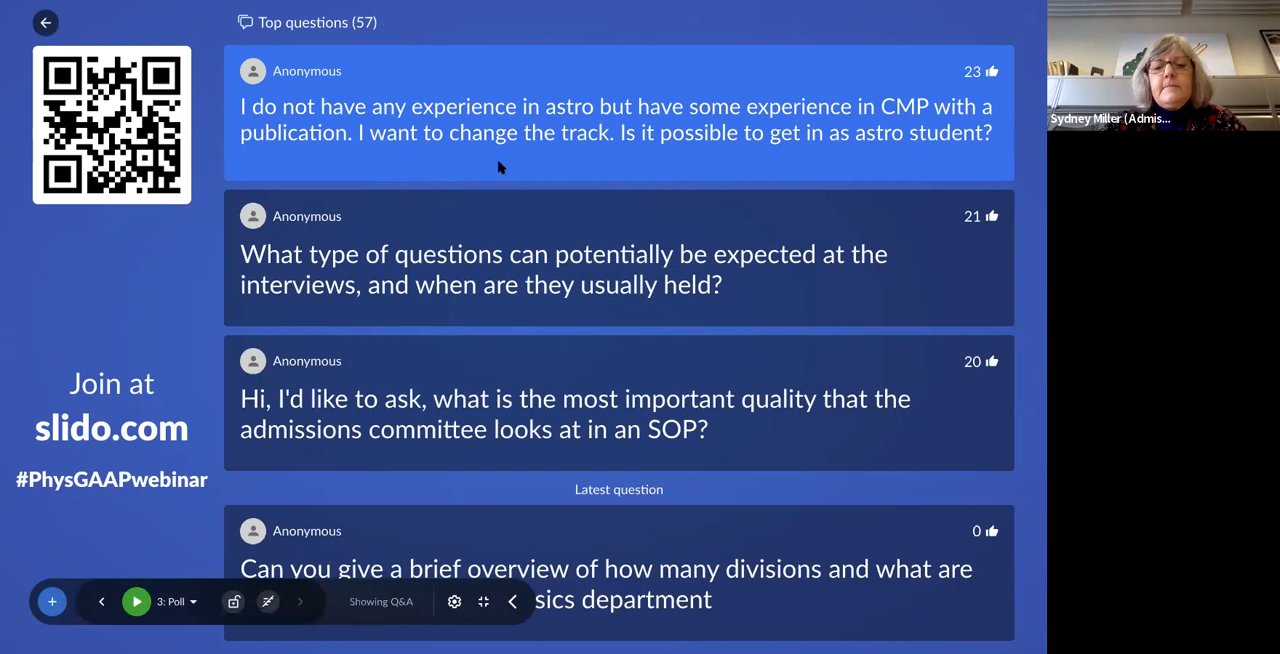 Top questions (57)
Anonymous
23
I do not have any experience in astro but have some experience in CMP with a
publication. I want to change the track. Is it possible to get in as astro student?
Anonymous
21
What type of questions can potentially be expected at the
interviews, and when are they usually held?
Anonymous
20
Hi, I'd like to ask, what is the most important quality that the
admissions committee looks at in an SOP?
Latest question
Anonymous
0
Can you give a brief overview of how many divisions and what are
sics department
Join at
slido.com
#PhysGAAPwebinar
3: Poll
Showing Q&A
Sydney Miller (Admis...